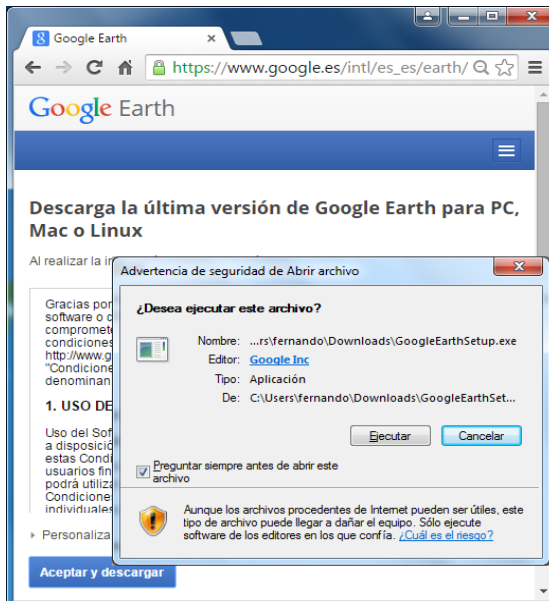 Google Earth
https://www.google.es/intl/es_es/earth/
Google Earth
Descarga la última versión de Google Earth para PC,
Mac o Linux
Al realizar la in
Gracias por
software o d
compromete
condiciones
http://www.g
"Condicione
denominan
1. USO DE
Uso del Sof
a disposició
estas Condi
usuarios fin
podrá utiliza
Condiciones
individuales
Personaliza
Aceptar y descargar
Advertencia de seguridad de Abrir archivo
¿Desea ejecutar este archivo?
Nombre: ...rs\fernando\Downloads\GoogleEarthSetup.exe
Editor: Google Inc
Tipo: Aplicación
De: C:\Users\fernando\Downloads\GoogleEarthSet...
Ejecutar Cancelar
Preguntar siempre antes de abrir este
archivo
Aunque los archivos procedentes de Internet pueden ser útiles, este
tipo de archivo puede llegar a dañar el equipo. Sólo ejecute
software de los editores en los que confía. ¿Cuál es el riesgo?